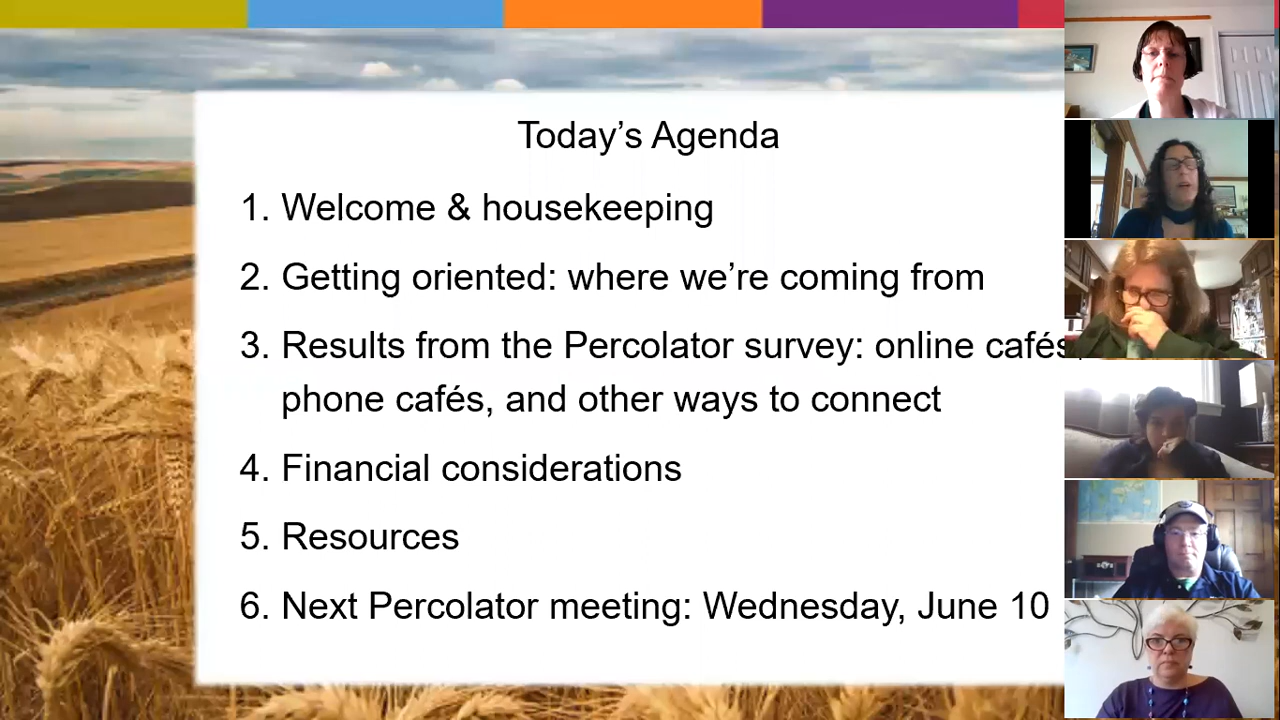 Today’s Agenda
1. Welcome & housekeeping
2. Getting oriented: where we’re coming from
3. Results from the Percolator survey: online cafés,
phone cafés, and other ways to connect
4. Financial considerations
5. Resources
6. Next Percolator meeting: Wednesday, June 10